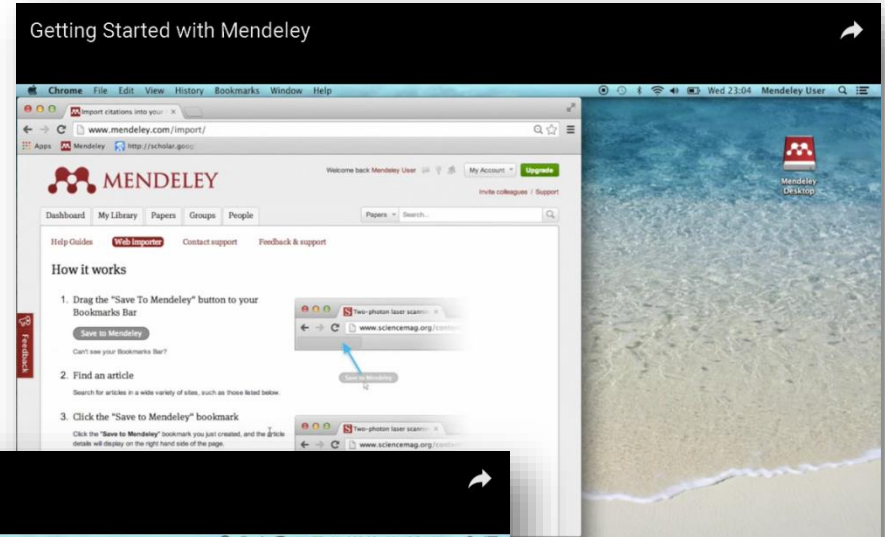 Getting Started with Mendeley
Chrome File Edit View History Bookmarks Window Help
Wed 23:04 Mendeley User
Import citations into your
www.mendeley.com/import/
Apps Mendeley http://scholar.goog
MENDELEY
Welcome back Mendeley User
My Account
Upgrade
Invite colleagues / Support
Dashboard My Library Papers Groups People
Papers Search...
Help Guides Web Importer Contact support Feedback & support
How it works
1. Drag the "Save To Mendeley" button to your
Bookmarks Bar
Save to Mendeley
Can't see your Bookmarks Bar?
2. Find an article
Search for articles in a wide variety of sites, such as those listed below.
3. Click the "Save to Mendeley" bookmark
Click the "Save to Mendeley" bookmark you just created, and the article
details will display on the right hand side of the page.
Two-photon laser scanni
www.sciencemag.org/conten
Save to Mendeley
Two-photon laser scanni
www.sciencemag.org/conten
Feedback
Mendeley
Desktop